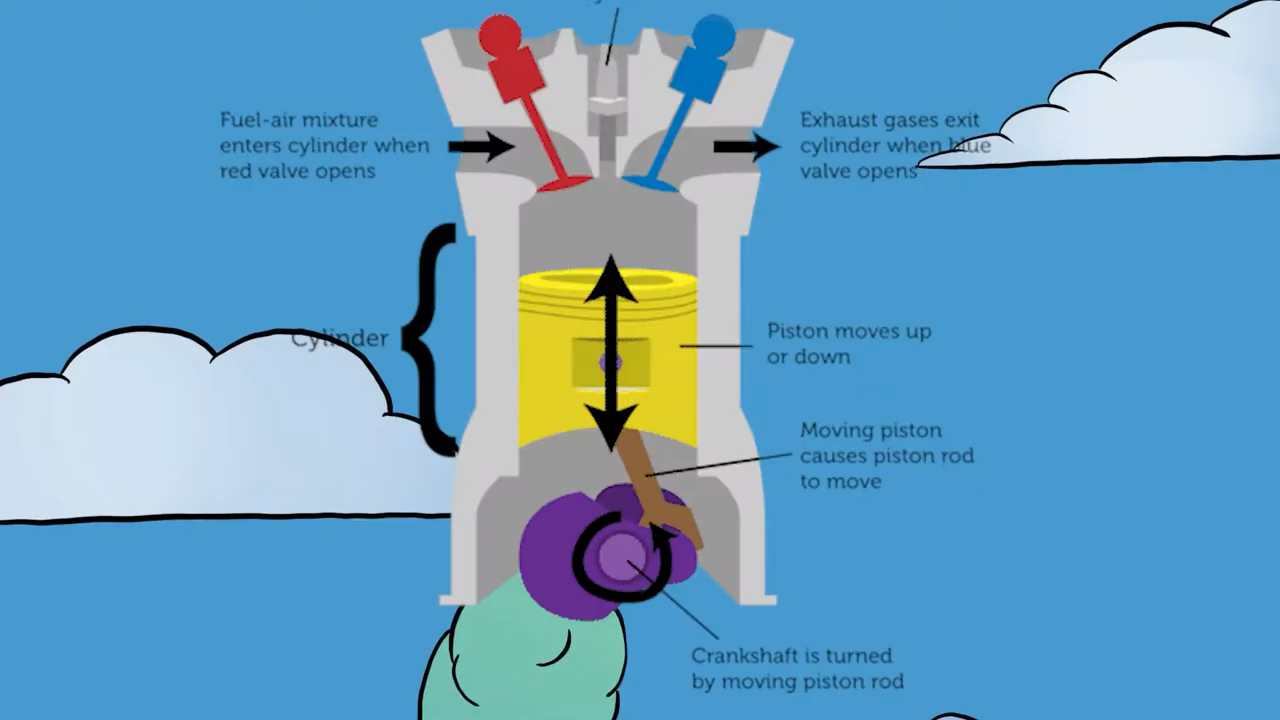 Fuel-air mixture
enters cylinder when
red valve opens
Exhaust gases exit
cylinder when blue
valve opens
Cylinder
Piston moves up
or down
Moving piston
causes piston rod
to move
Crankshaft is turned
by moving piston rod